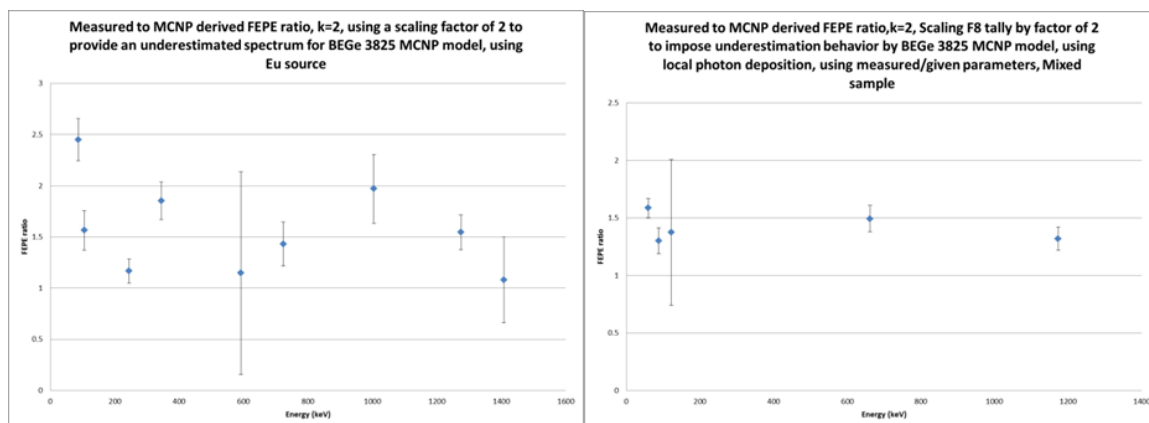 Measured to MCNP derived FEPE ratio, k=2, using a scaling factor of 2 to
provide an underestimated spectrum for BEGe 3825 MCNP model, using
Eu source
3
2.5
2
1.5
1
0.5
0
FEPE ratio
0
200
400
600
800
1000
1200
1400
1600
Energy (keV)
Measured to MCNP derived FEPE ratio,k=2, Scaling F8 tally by factor of 2
to impose underestimation behavior by BEGe 3825 MCNP model, using
local photon deposition, using measured/given parameters, Mixed
sample
2.5
2
1.5
1
0.5
0
FEPE ratio
0
200
400
600
800
1000
1200
1400
Energy (keV)